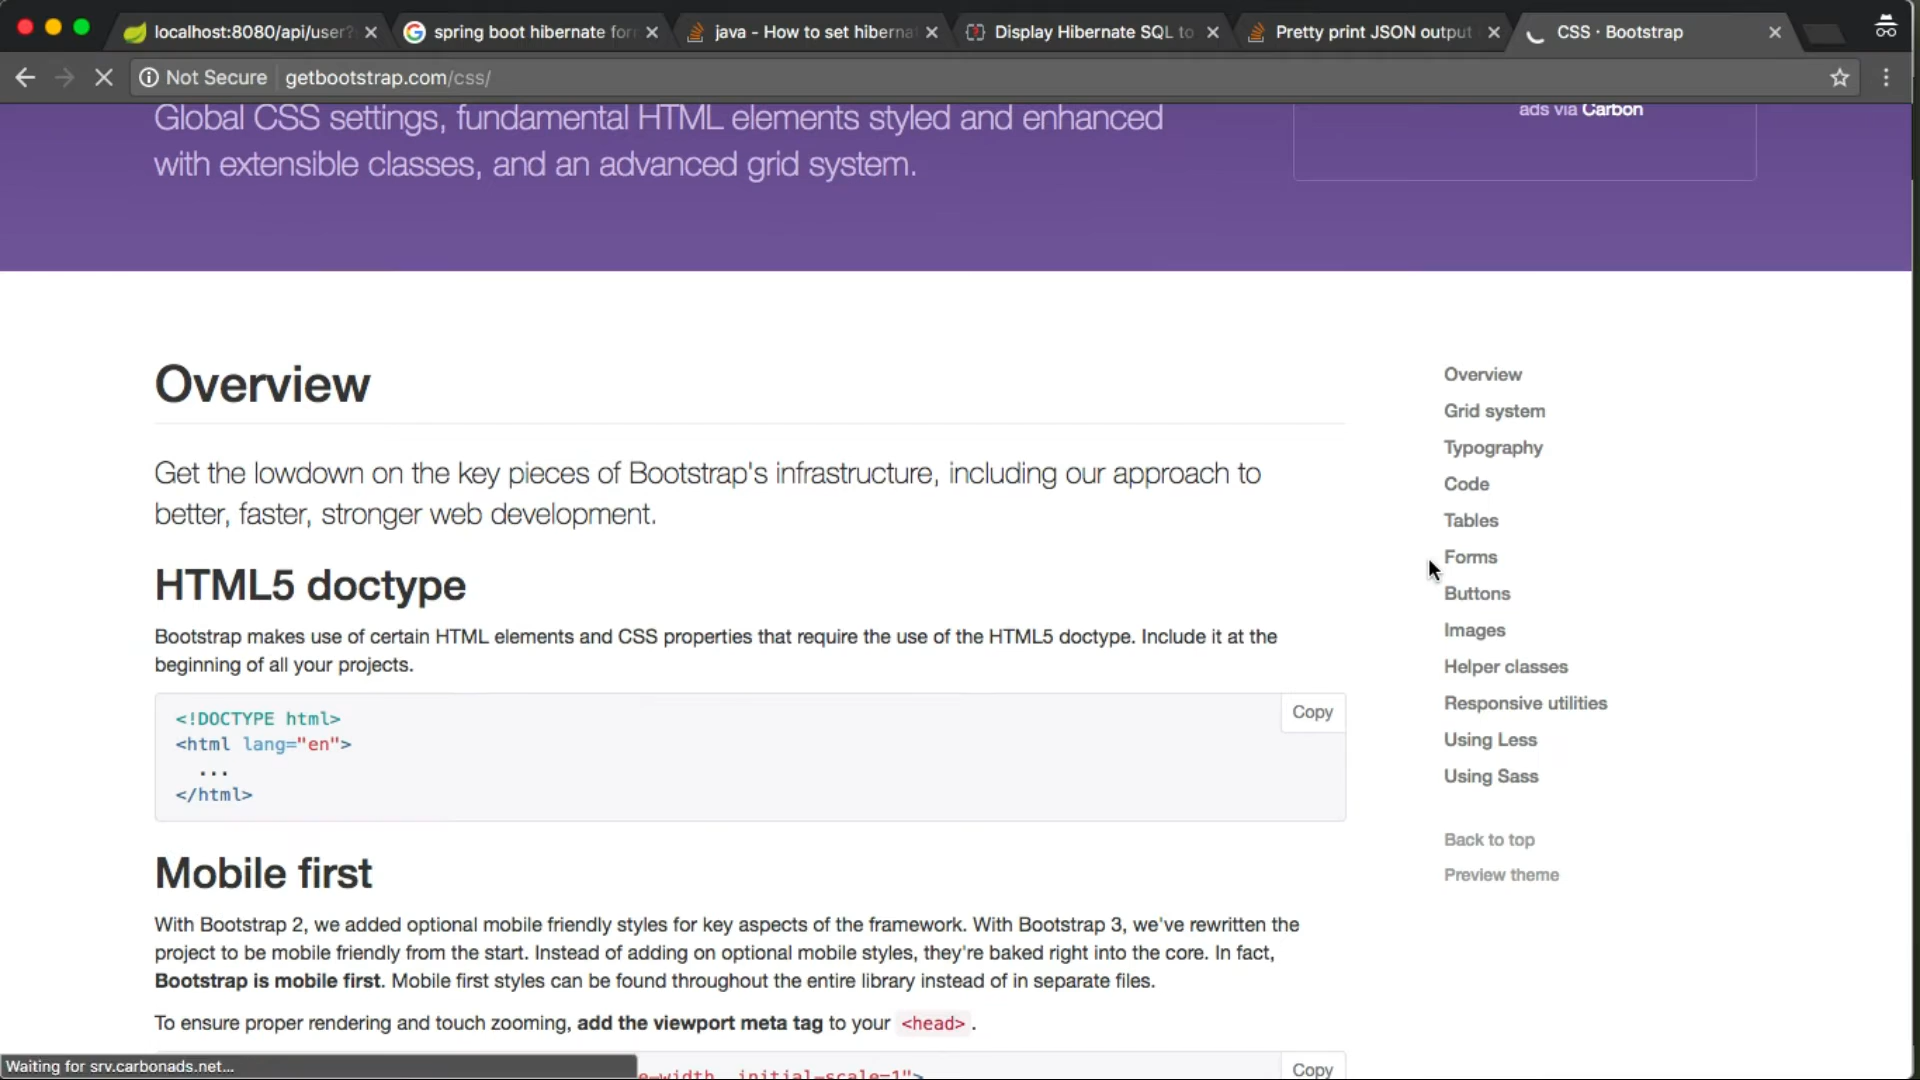 localhost:8080/api/user?
spring boot hibernate for
java - How to set hiberna
Display Hibernate SQL to
Pretty print JSON output
CSS · Bootstrap
Not Secure
getbootstrap.com/css/
Global CSS settings, fundamental HTML elements styled and enhanced
with extensible classes, and an advanced grid system.
ads via Carbon
Overview
Get the lowdown on the key pieces of Bootstrap's infrastructure, including our approach to
better, faster, stronger web development.
HTML5 doctype
Bootstrap makes use of certain HTML elements and CSS properties that require the use of the HTML5 doctype. Include it at the
beginning of all your projects.
Copy
<!DOCTYPE html>
<html lang="en">
...
</html>
Mobile first
With Bootstrap 2, we added optional mobile friendly styles for key aspects of the framework. With Bootstrap 3, we've rewritten the
project to be mobile friendly from the start. Instead of adding on optional mobile styles, they're baked right into the core. In fact,
Bootstrap is mobile first. Mobile first styles can be found throughout the entire library instead of in separate files.
To ensure proper rendering and touch zooming, add the viewport meta tag to your <head>.
e-width, initial-scale=1">
Copy
Overview
Grid system
Typography
Code
Tables
Forms
Buttons
Images
Helper classes
Responsive utilities
Using Less
Using Sass
Back to top
Preview theme
Waiting for srv.carbonads.net...